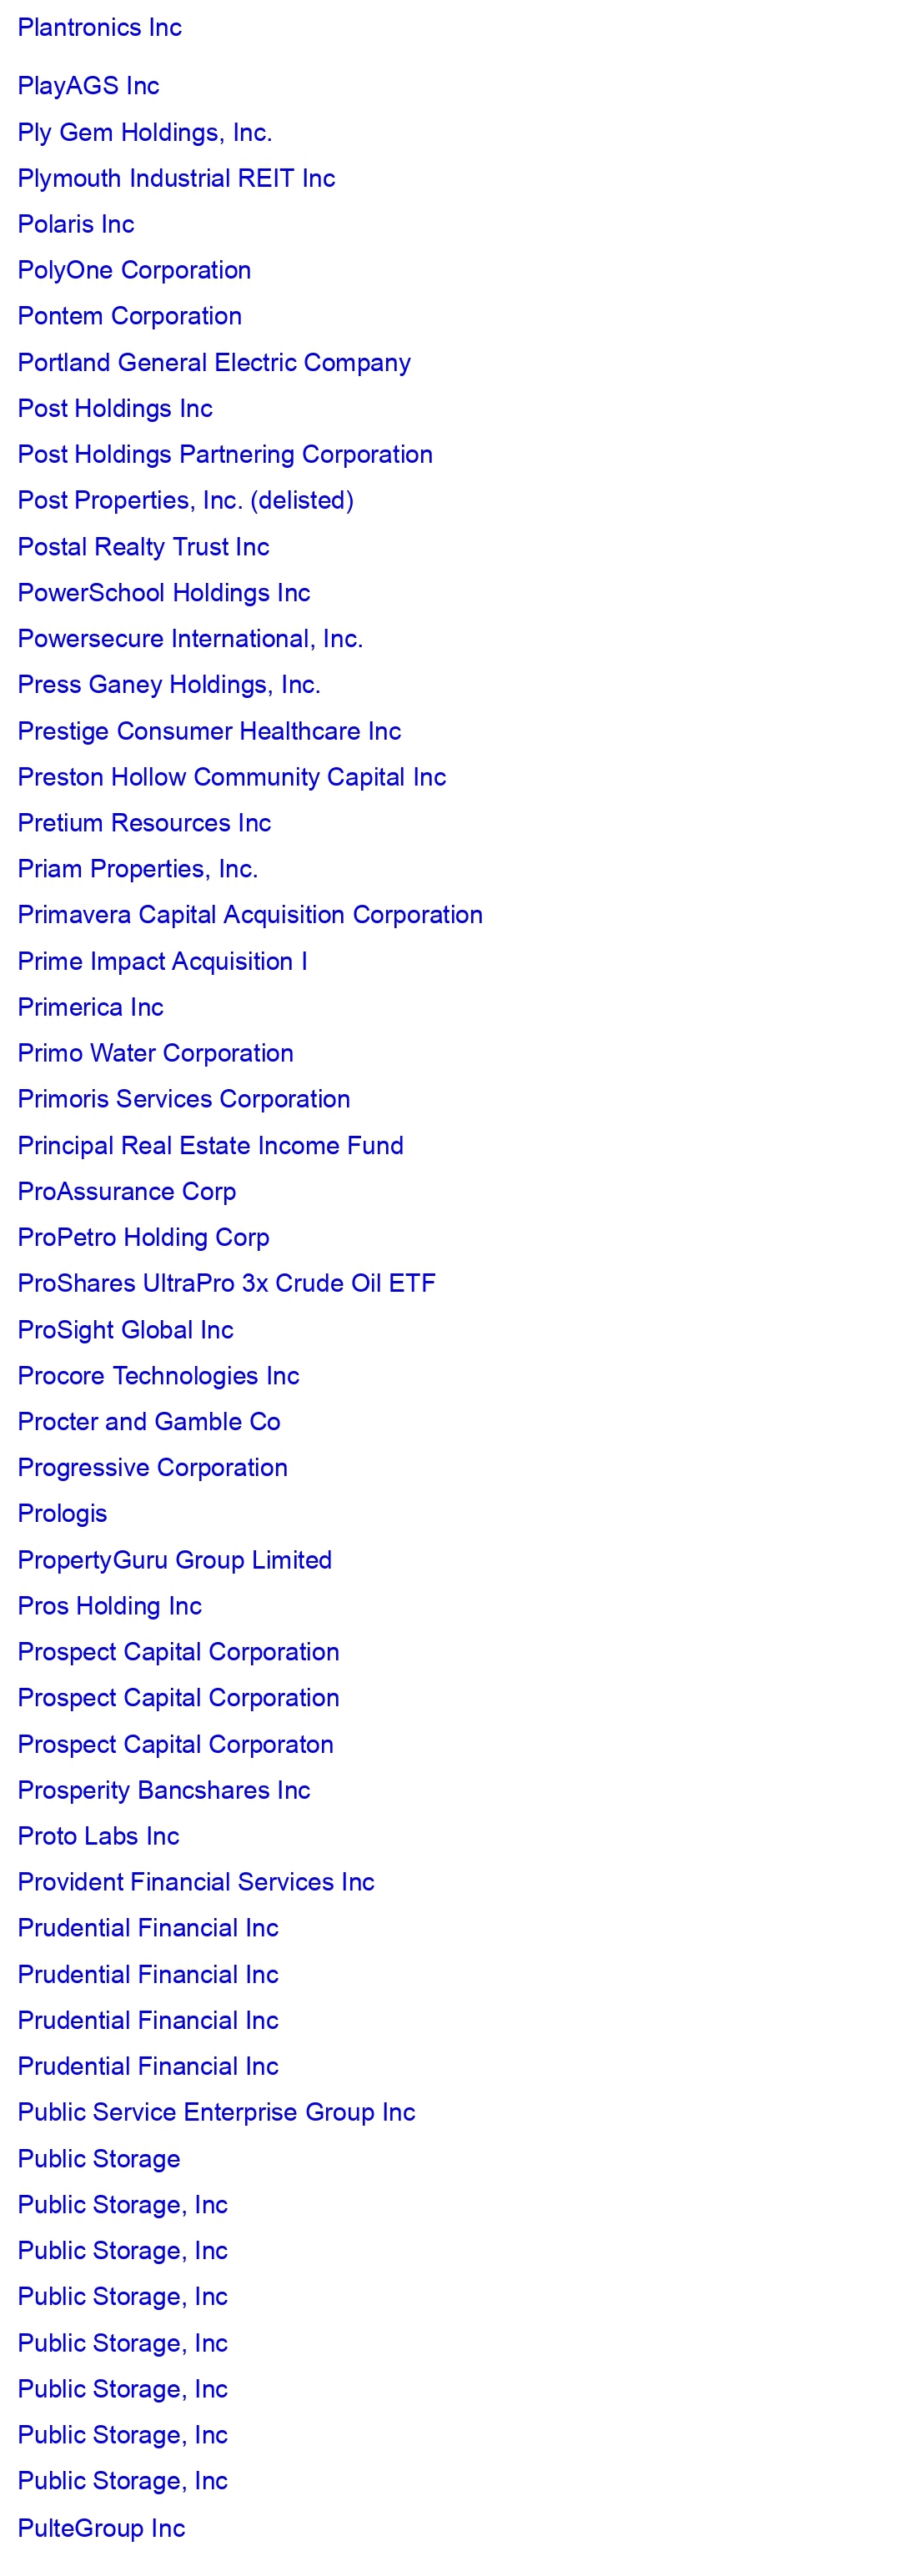 Plantronics Inc
PlayAGS Inc
Ply Gem Holdings, Inc.
Plymouth Industrial REIT Inc
Polaris Inc
PolyOne Corporation
Pontem Corporation
Portland General Electric Company
Post Holdings Inc
Post Holdings Partnering Corporation
Post Properties, Inc. (delisted)
Postal Realty Trust Inc
PowerSchool Holdings Inc
Powersecure International, Inc.
Press Ganey Holdings, Inc.
Prestige Consumer Healthcare Inc
Preston Hollow Community Capital Inc
Pretium Resources Inc
Priam Properties, Inc.
Primavera Capital Acquisition Corporation
Prime Impact Acquisition I
Primerica Inc
Primo Water Corporation
Primoris Services Corporation
Principal Real Estate Income Fund
ProAssurance Corp
ProPetro Holding Corp
ProShares UltraPro 3x Crude Oil ETF
ProSight Global Inc
Procore Technologies Inc
Procter and Gamble Co
Progressive Corporation
Prologis
PropertyGuru Group Limited
Pros Holding Inc
Prospect Capital Corporation
Prospect Capital Corporation
Prospect Capital Corporaton
Prosperity Bancshares Inc
Proto Labs Inc
Provident Financial Services Inc
Prudential Financial Inc
Prudential Financial Inc
Prudential Financial Inc
Prudential Financial Inc
Public Service Enterprise Group Inc
Public Storage
Public Storage, Inc
Public Storage, Inc
Public Storage, Inc
Public Storage, Inc
Public Storage, Inc
Public Storage, Inc
Public Storage, Inc
PulteGroup Inc